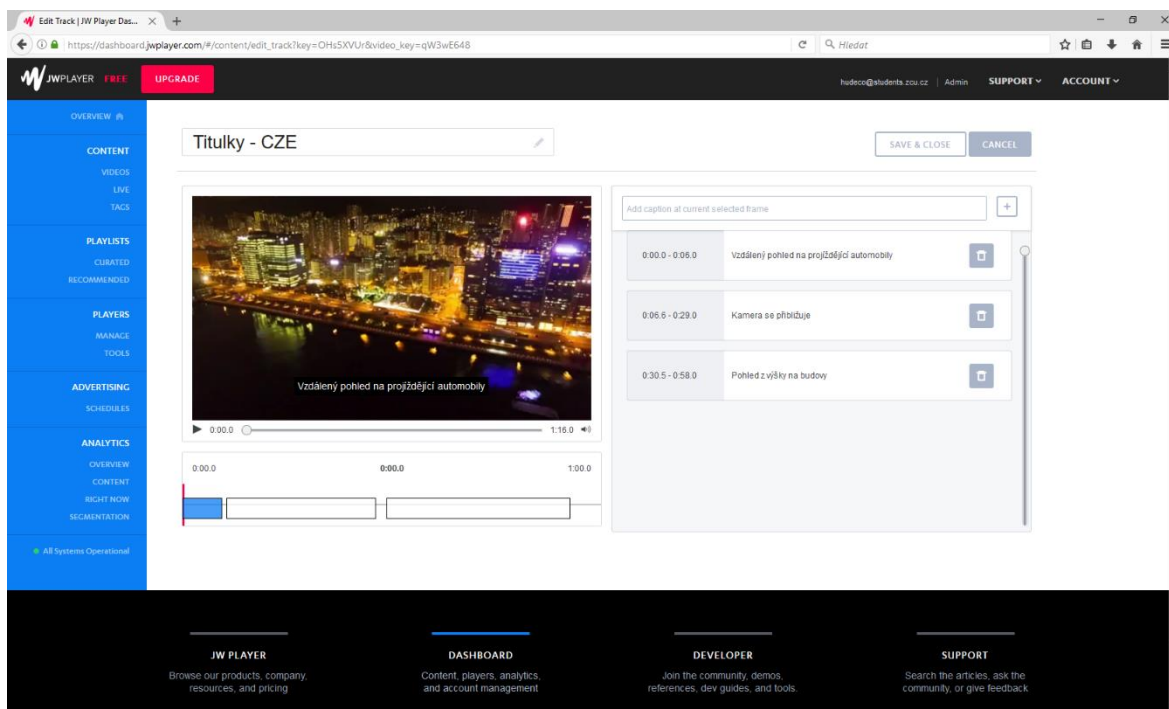 Edit Track | JW Player Das...
https://dashboard.jwplayer.com/#/content/edit_track?key=OHs5XVUr&video_key=qW3wE648
Hledat
JWPLAYER FREE
UPGRADE
hudeco@students.zcu.cz | Admin
SUPPORT
ACCOUNT
OVERVIEW
CONTENT
VIDEOS
LIVE
TAGS
PLAYLISTS
CURATED
RECOMMENDED
PLAYERS
MANAGE
TOOLS
ADVERTISING
SCHEDULES
ANALYTICS
OVERVIEW
CONTENT
RIGHT NOW
SEGMENTATION
All Systems Operational
Titulky - CZE
SAVE & CLOSE
CANCEL
Vzdálený pohled na projíždějící automobily
0:00.0
1:16.0
0:00.0 0:00.0 1:00.0
Add caption at current selected frame
0:00.0 - 0:06.0 Vzdálený pohled na projíždějící automobily
0:06.6 - 0:29.0 Kamera se přibližuje
0:30.5 - 0:58.0 Pohled z výšky na budovy
JW PLAYER
Browse our products, company,
resources, and pricing
DASHBOARD
Content, players, analytics,
and account management
DEVELOPER
Join the community, demos,
references, dev guides, and tools.
SUPPORT
Search the articles, ask the
community, or give feedback